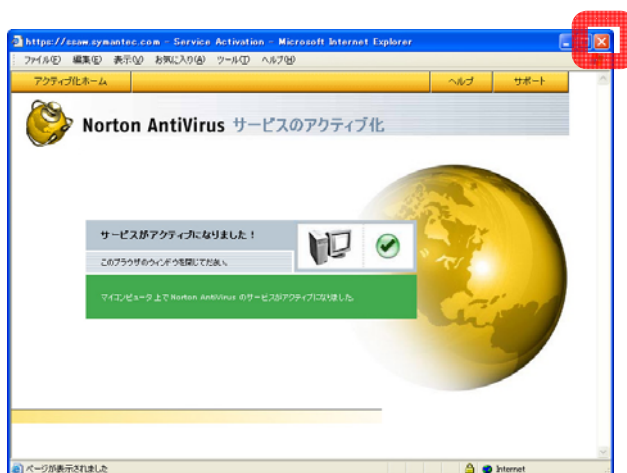 https://ssaw.symantec.com - Service Activation - Microsoft Internet Explorer
ファイル(F) 編集(E) 表示(V) お気に入り(A) ツール(T) ヘルプ(H)
アクティブ化ホーム ヘルプ サポート
Norton AntiVirus サービスのアクティブ化
サービスがアクティブになりました！
このブラウザのウィンドウを閉じてください。
マイコンピュータ上で Norton AntiVirus のサービスがアクティブになりました。
ページが表示されました Internet